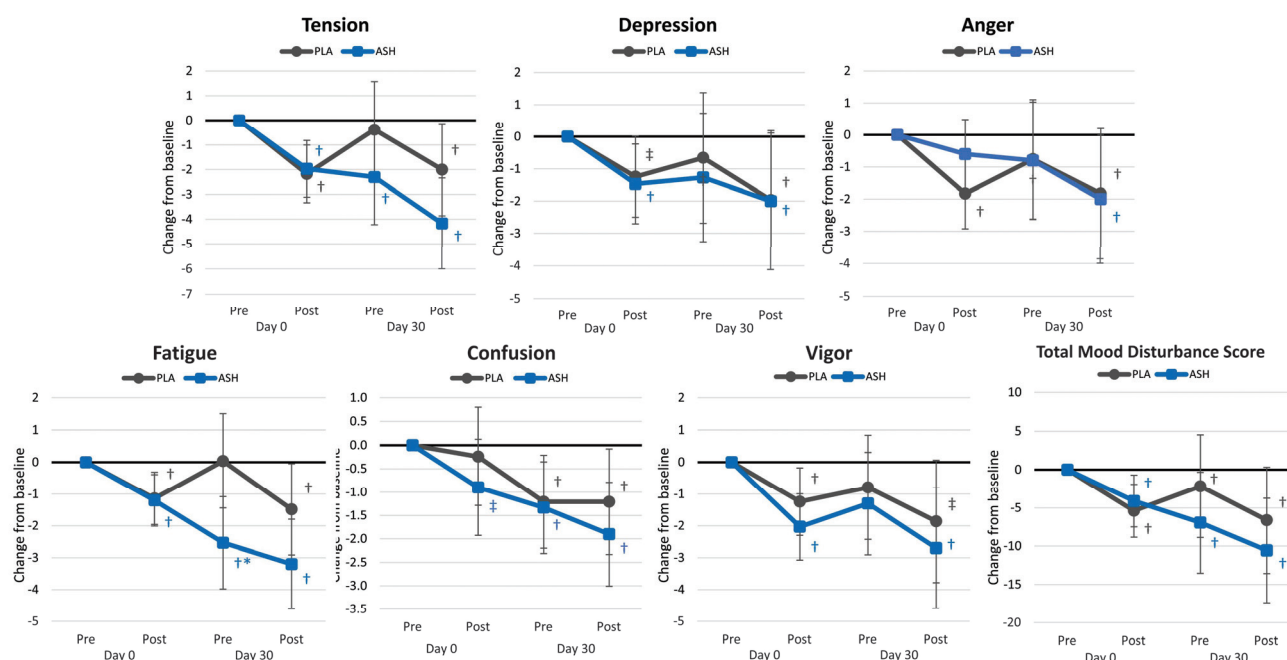 Tension
PLA ASH
Change from baseline
2
1
0
-1
-2
-3
-4
-5
-6
-7
† † † † †
Pre Post Pre Post
Day 0 Day 30
Depression
PLA ASH
Change from baseline
2
1
0
-1
-2
-3
-4
-5
‡ † † †
Pre Post Pre Post
Day 0 Day 30
Anger
PLA ASH
Change from baseline
2
1
0
-1
-2
-3
-4
-5
† † †
Pre Post Pre Post
Day 0 Day 30
Fatigue
PLA ASH
Change from baseline
2
1
0
-1
-2
-3
-4
-5
† † †* † †
Pre Post Pre Post
Day 0 Day 30
Confusion
PLA ASH
Change from baseline
1.0
0.5
0.0
-0.5
-1.0
-1.5
-2.0
-2.5
-3.0
-3.5
‡ † † † †
Pre Post Pre Post
Day 0 Day 30
Vigor
PLA ASH
Change from baseline
2
1
0
-1
-2
-3
-4
-5
† † ‡ †
Pre Post Pre Post
Day 0 Day 30
Total Mood Disturbance Score
PLA ASH
Change from baseline
10
5
0
-5
-10
-15
-20
† † † † † †
Pre Post Pre Post
Day 0 Day 30